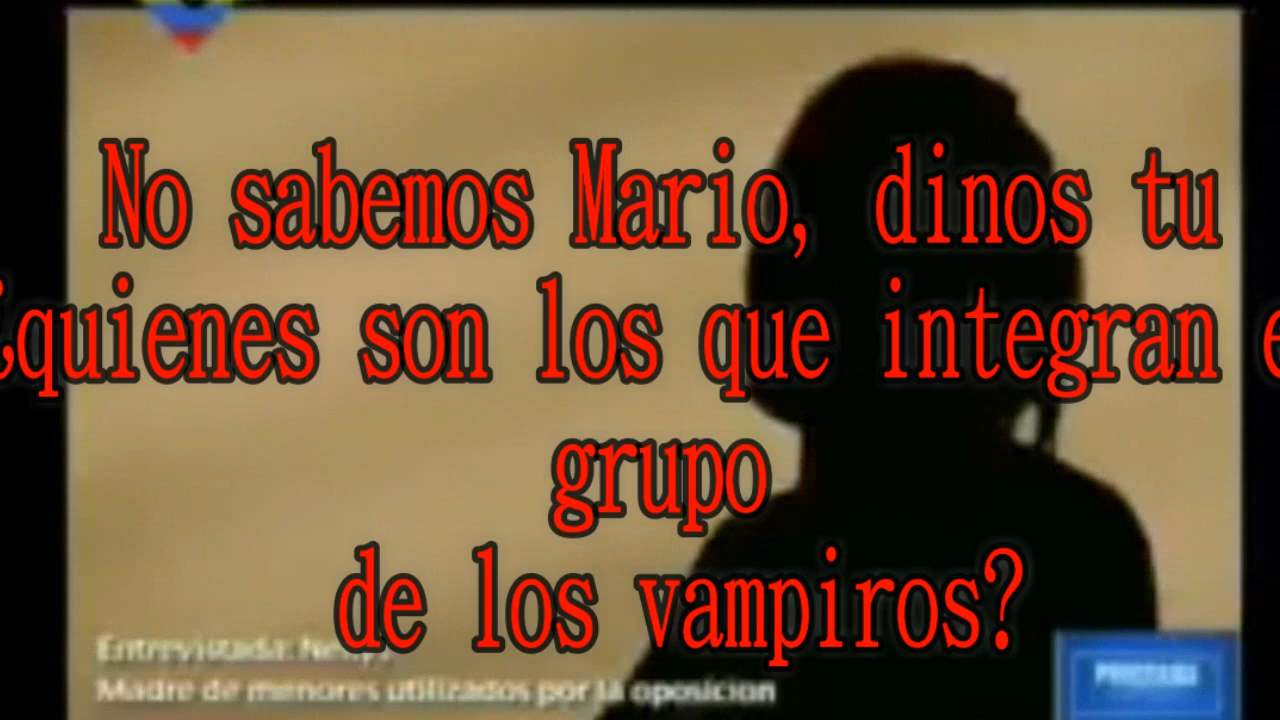 No sabemos Mario, dinos tu
¿quienes son los que integran e
grupo
de los vampiros?
Entrevistada:
Madre de menores utilizados por la oposicion